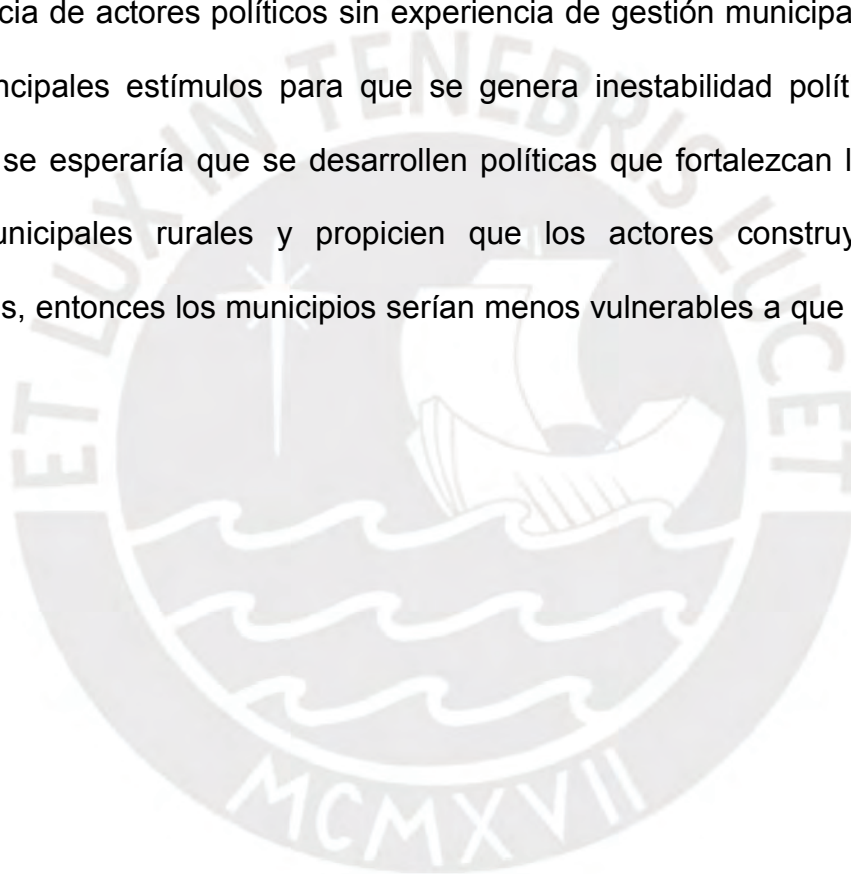 cia de actores políticos sin experiencia de gestión municipa
ncipales estímulos para que se genera inestabilidad polít
se esperaría que se desarrollen políticas que fortalezcan l
unicipales rurales y propicien que los actores construy
s, entonces los municipios serían menos vulnerables a que
ET LUX IN TENEBRIS LUCET
MCMXVII